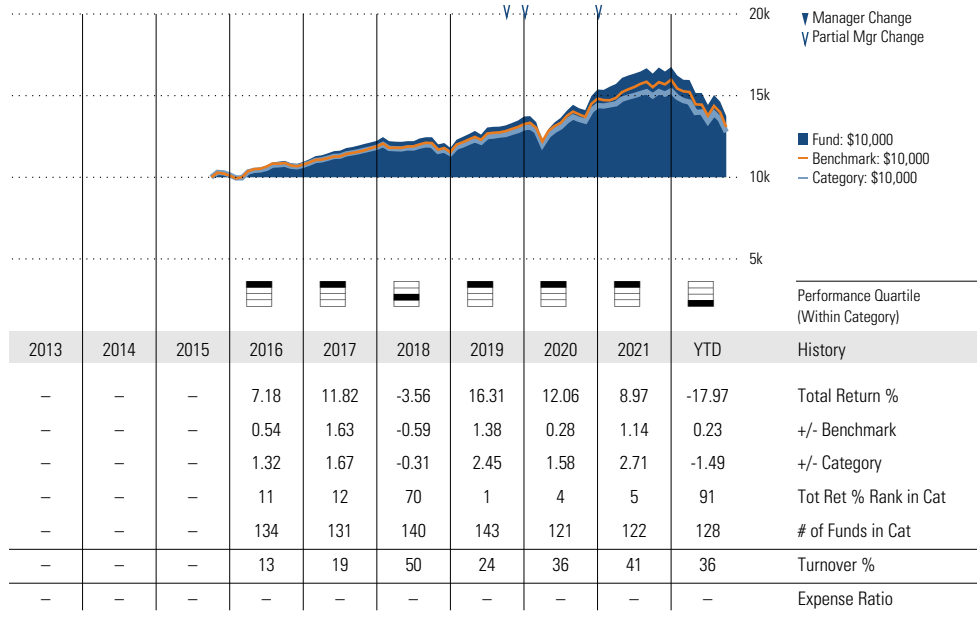 20k
Manager Change
Partial Mgr Change
15k
Fund: $10,000
Benchmark: $10,000
Category: $10,000
10k
5k
Performance Quartile
(Within Category)
2013 2014 2015 2016 2017 2018 2019 2020 2021 YTD History
– – – 7.18 11.82 -3.56 16.31 12.06 8.97 -17.97 Total Return %
– – – 0.54 1.63 -0.59 1.38 0.28 1.14 0.23 +/- Benchmark
– – – 1.32 1.67 -0.31 2.45 1.58 2.71 -1.49 +/- Category
– – – 11 12 70 1 4 5 91 Tot Ret % Rank in Cat
– – – 134 131 140 143 121 122 128 # of Funds in Cat
– – – 13 19 50 24 36 41 36 Turnover %
– – – – – – – – – – Expense Ratio